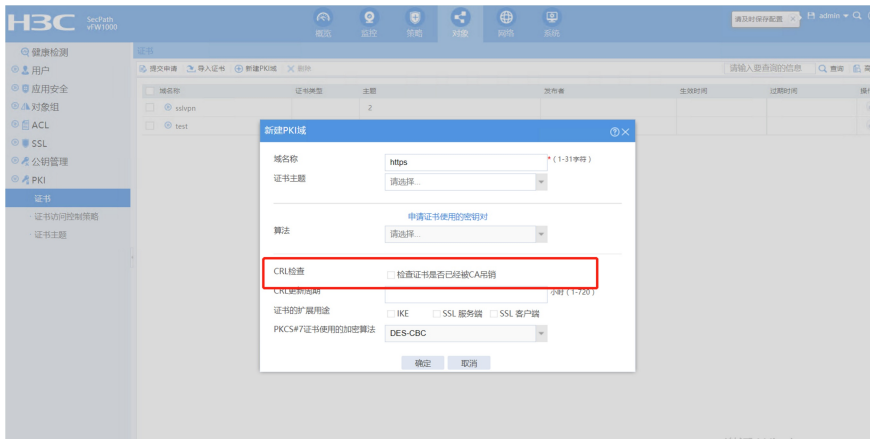 H3C SecPath vFW1000
概览 监控 策略 对象 网络 系统
请及时保存配置 × admin
健康检测
用户
应用安全
对象组
ACL
SSL
公钥管理
PKI
证书
证书访问控制策略
证书主题
证书
提交申请 导入证书 新建PKI域 删除 请输入要查询的信息 查询 高
域名称 证书类型 主题 发布者 生效时间 过期时间 操作
sslvpn 2
test
新建PKI域
域名称 https * (1-31字符)
证书主题 请选择...
申请证书使用的密钥对
算法 请选择...
CRL检查 检查证书是否已经被CA吊销
CRL更新周期 小时 (1-720)
证书的扩展用途 IKE SSL 服务端 SSL 客户端
PKCS#7证书使用的加密算法 DES-CBC
确定 取消